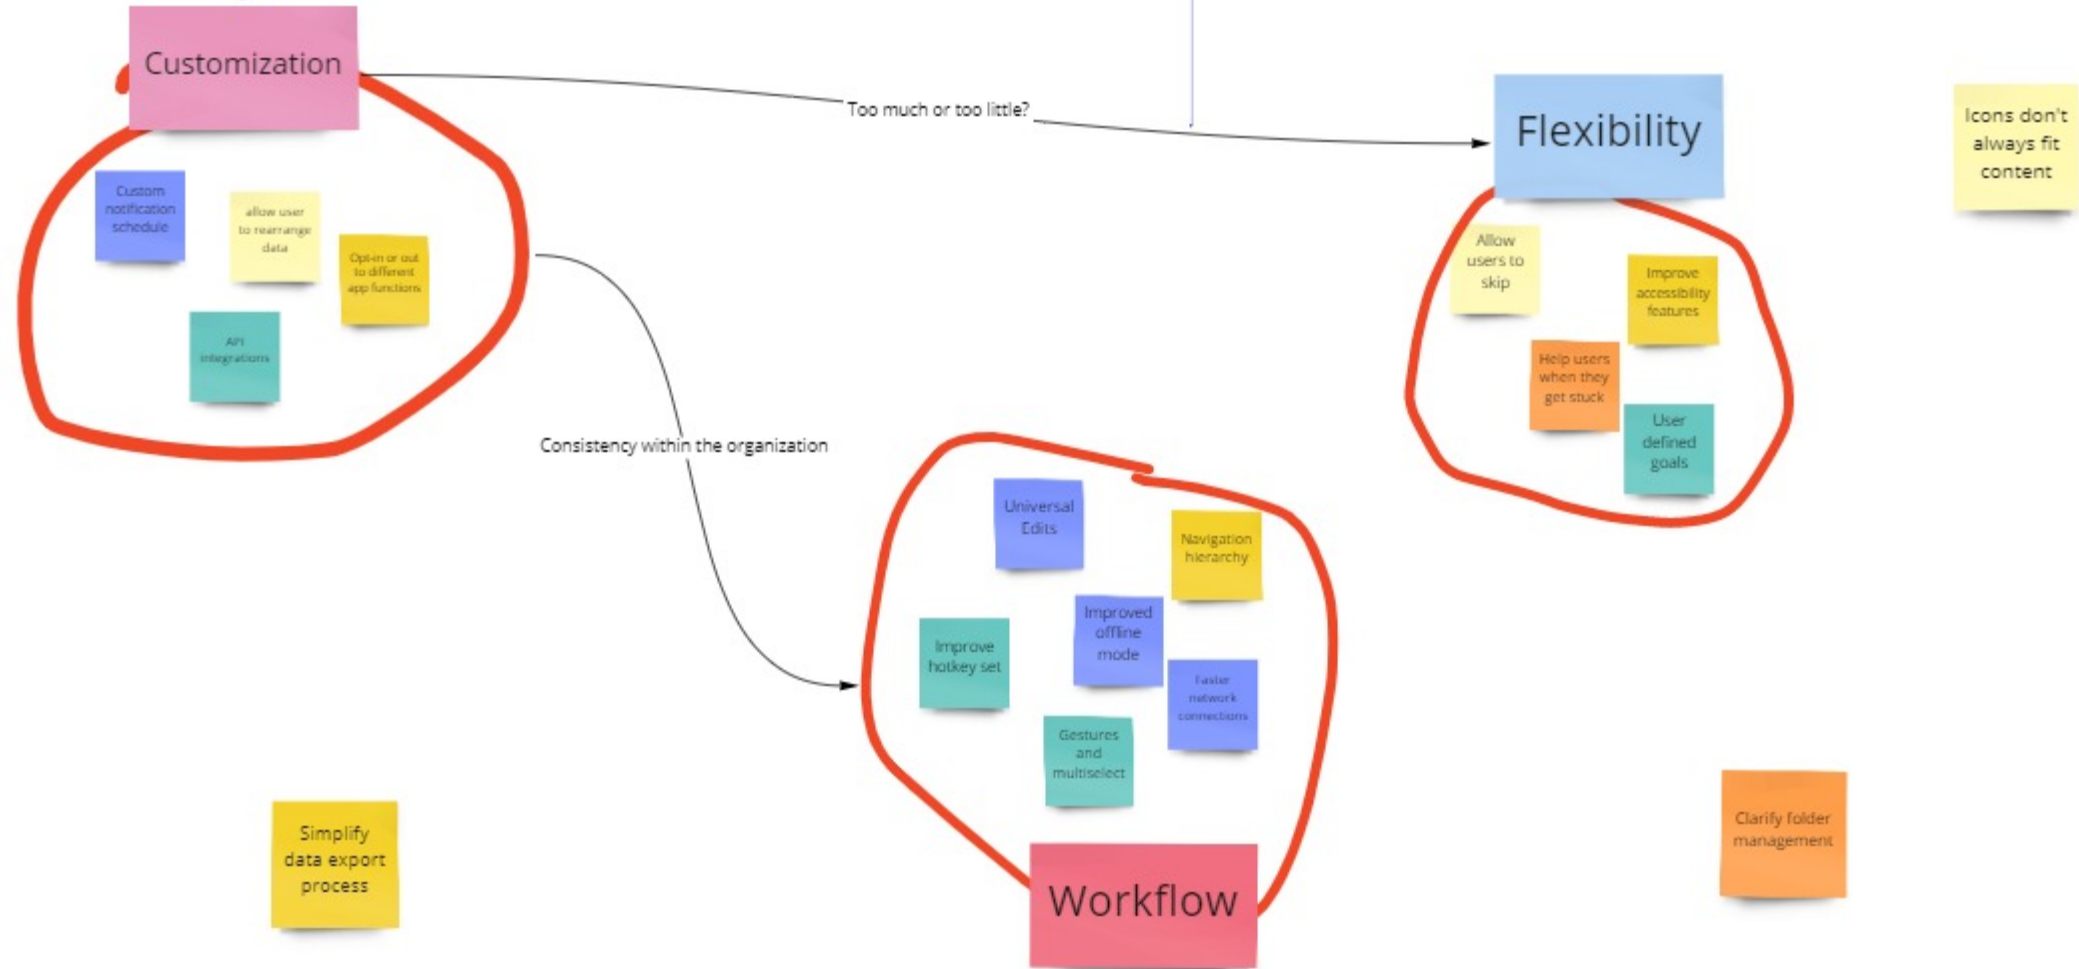 Customization
Too much or too little?
Flexibility
Icons don't
always fit
content
Custom
notification
schedule
allow user
to rearrange
data
Opt-in or out
to different
app functions
API
integrations
Allow
users to
skip
Improve
accessibility
features
Help users
when they
get stuck
User
defined
goals
Consistency within the organization
Universal
Edits
Navigation
hierarchy
Improved
offline
mode
Improve
hotkey set
Faster
network
connections
Gestures
and
multiselect
Workflow
Simplify
data export
process
Clarify folder
management